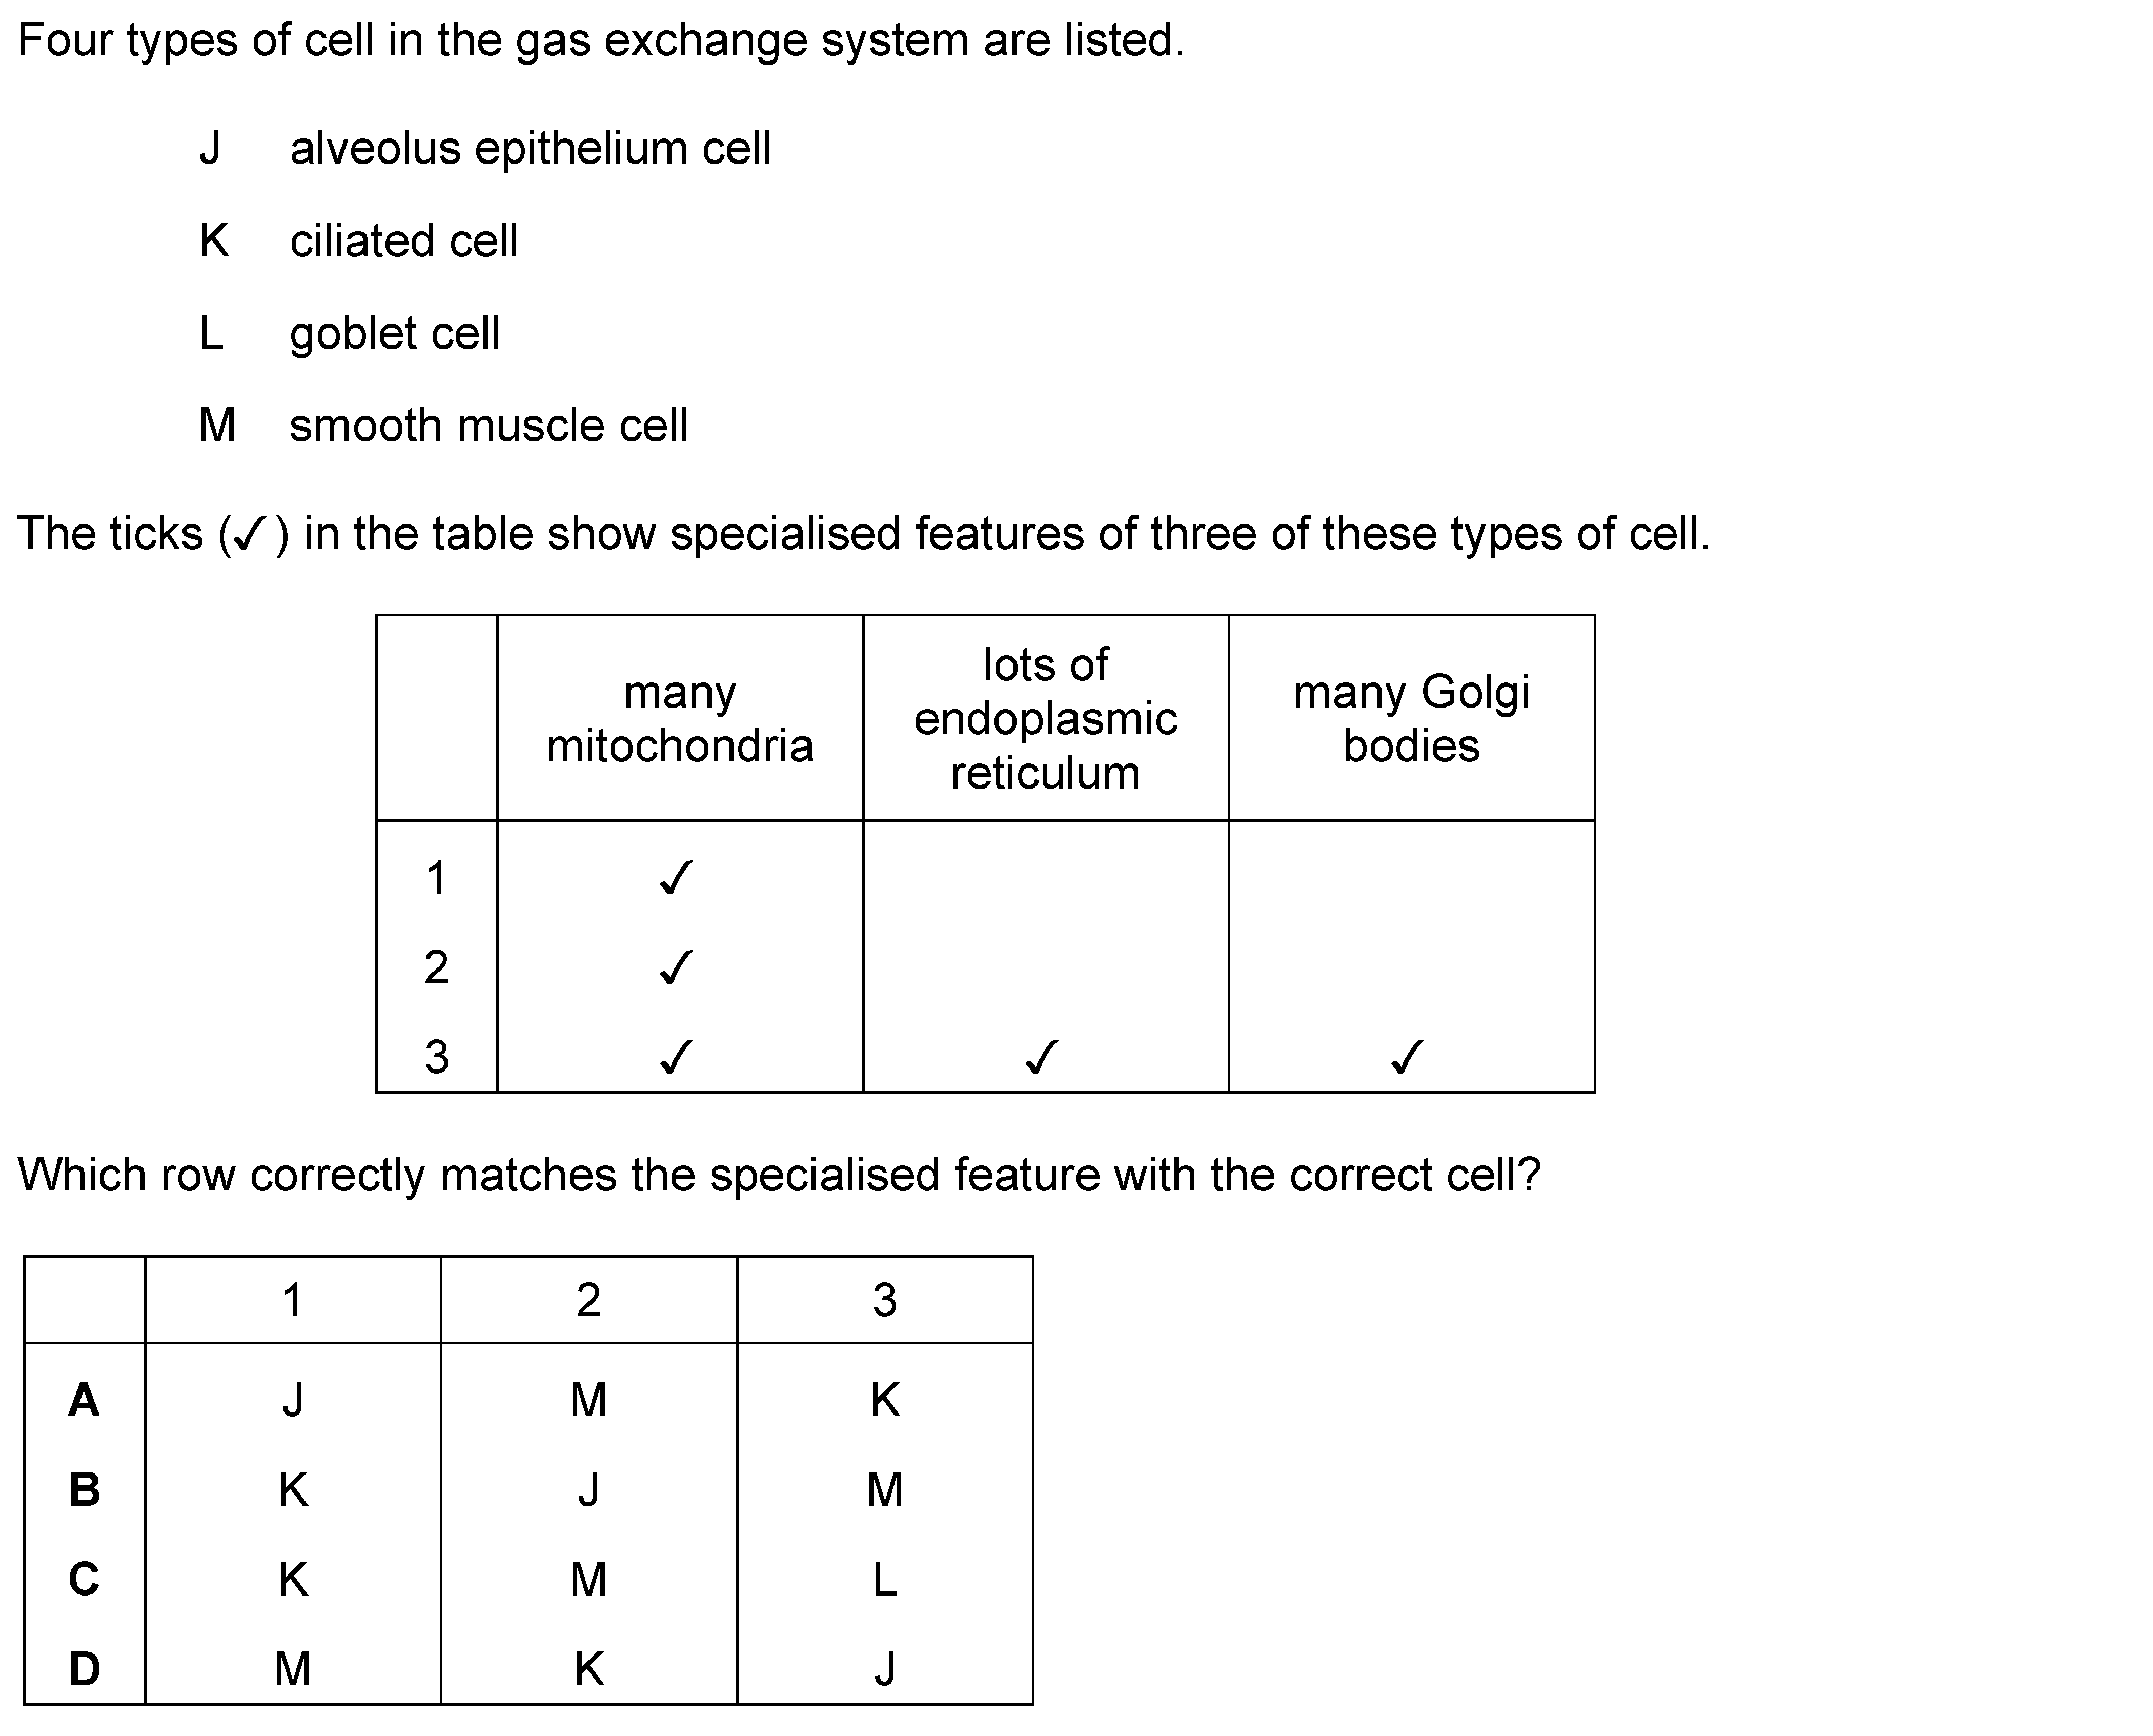 Four types of cell in the gas exchange system are listed.
J alveolus epithelium cell
K ciliated cell
L goblet cell
M smooth muscle cell
The ticks (✓) in the table show specialised features of three of these types of cell.
many mitochondria lots of endoplasmic reticulum many Golgi bodies
1 ✓
2 ✓
3 ✓ ✓ ✓
Which row correctly matches the specialised feature with the correct cell?
1 2 3
A J M K
B K J M
C K M L
D M K J